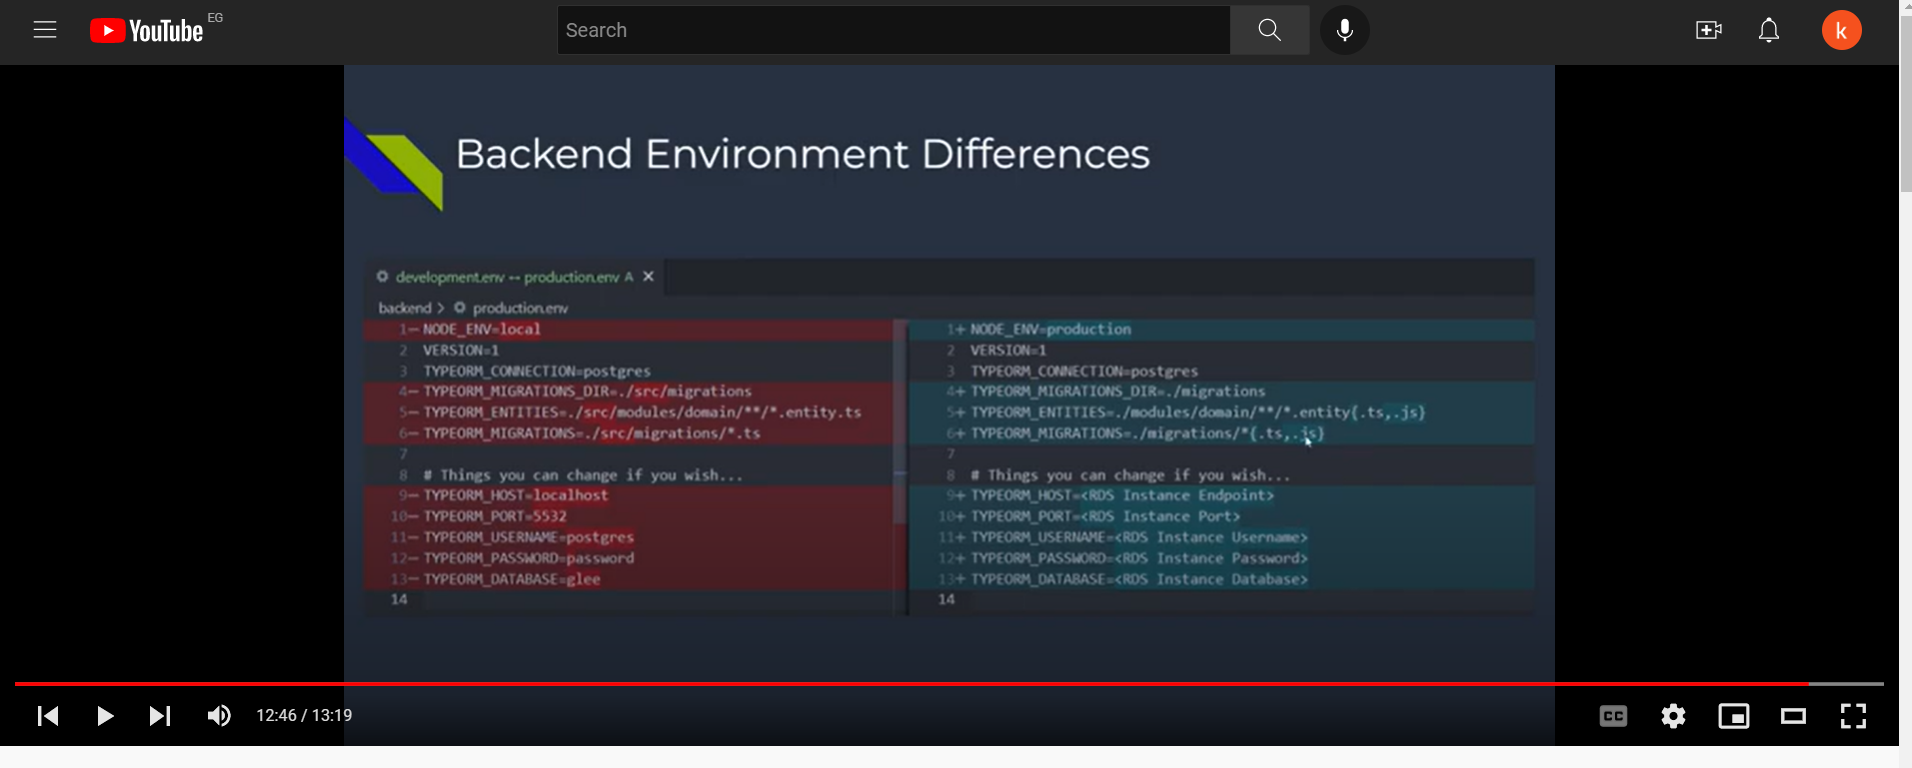 YouTube EG
Search
k
Backend Environment Differences
development.env -- production.env A ×
backend > production.env
1− NODE_ENV=local
2 VERSION=1
3 TYPEORM_CONNECTION=postgres
4− TYPEORM_MIGRATIONS_DIR=./src/migrations
5− TYPEORM_ENTITIES=./src/modules/domain/**/*.entity.ts
6− TYPEORM_MIGRATIONS=./src/migrations/*.ts
7
8 # Things you can change if you wish...
9− TYPEORM_HOST=localhost
10− TYPEORM_PORT=5532
11− TYPEORM_USERNAME=postgres
12− TYPEORM_PASSWORD=password
13− TYPEORM_DATABASE=glee
14
1+ NODE_ENV=production
2 VERSION=1
3 TYPEORM_CONNECTION=postgres
4+ TYPEORM_MIGRATIONS_DIR=./migrations
5+ TYPEORM_ENTITIES=./modules/domain/**/*.entity{.ts,.js}
6+ TYPEORM_MIGRATIONS=./migrations/*{.ts,.js}
7
8 # Things you can change if you wish...
9+ TYPEORM_HOST=<RDS Instance Endpoint>
10+ TYPEORM_PORT=<RDS Instance Port>
11+ TYPEORM_USERNAME=<RDS Instance Username>
12+ TYPEORM_PASSWORD=<RDS Instance Password>
13+ TYPEORM_DATABASE=<RDS Instance Database>
14
12:46 / 13:19
CC